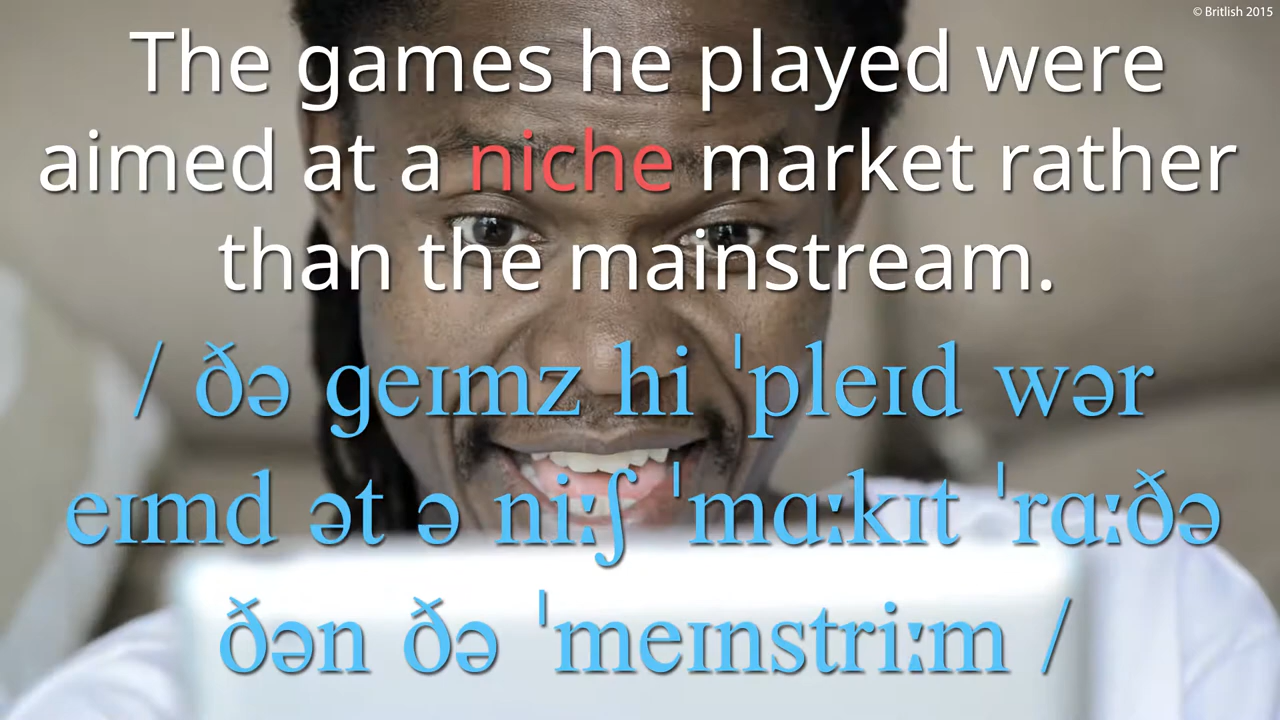 © Britlish 2015
The games he played were
aimed at a niche market rather
than the mainstream.
/ ðə geɪmz hi ˈpleɪd wər
eɪmd ət ə niːʃ ˈmɑːkɪt ˈrɑːðə
ðən ðə ˈmeɪnstriːm /